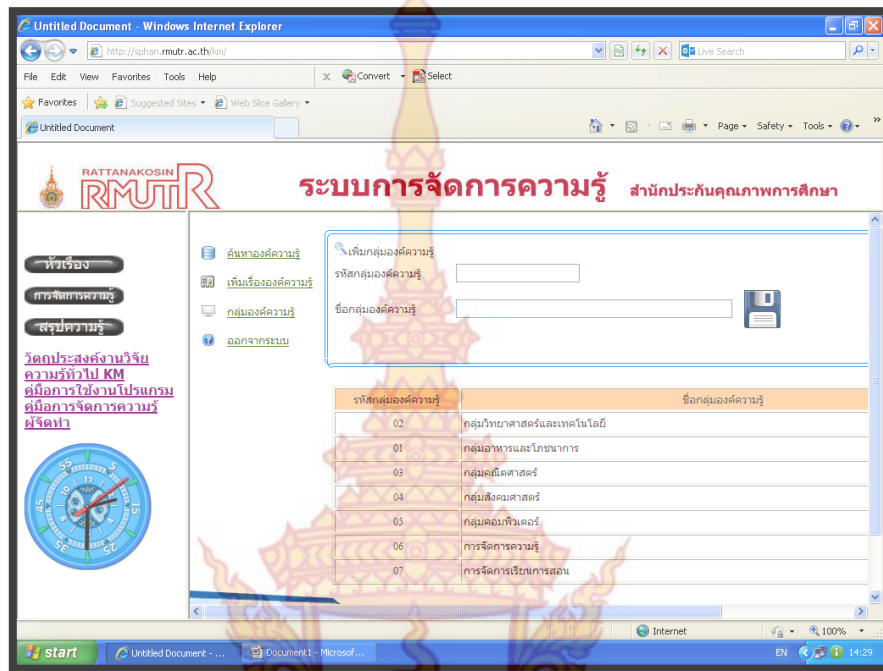 Untitled Document - Windows Internet Explorer
http://sphan.rmutr.ac.th/km/
Live Search
File Edit View Favorites Tools Help
x Convert Select
Favorites Suggested Sites Web Slice Gallery
Untitled Document
Page Safety Tools »
RATTANAKOSIN
RMUTR
ระบบการจัดการความรู้ สำนักประกันคุณภาพการศึกษา
หัวเรื่อง
การจัดการความรู้
สรุปความรู้
วัตถุประสงค์งานวิจัย
ความรู้ทั่วไป KM
คู่มือการใช้งานโปรแกรม
คู่มือการจัดการความรู้
ผู้จัดทำ
ค้นหาองค์ความรู้
เพิ่มเรื่ององค์ความรู้
กลุ่มองค์ความรู้
ออกจากระบบ
เพิ่มกลุ่มองค์ความรู้
รหัสกลุ่มองค์ความรู้
ชื่อกลุ่มองค์ความรู้
รหัสกลุ่มองค์ความรู้ ชื่อกลุ่มองค์ความรู้
02 กลุ่มวิทยาศาสตร์และเทคโนโลยี
01 กลุ่มอาหารและโภชนาการ
03 กลุ่มคณิตศาสตร์
04 กลุ่มสังคมศาสตร์
05 กลุ่มคอมพิวเตอร์
06 การจัดการความรู้
07 การจัดการเรียนการสอน
Internet 100%
start Untitled Document - ... Document1 - Microsof... EN 14:29